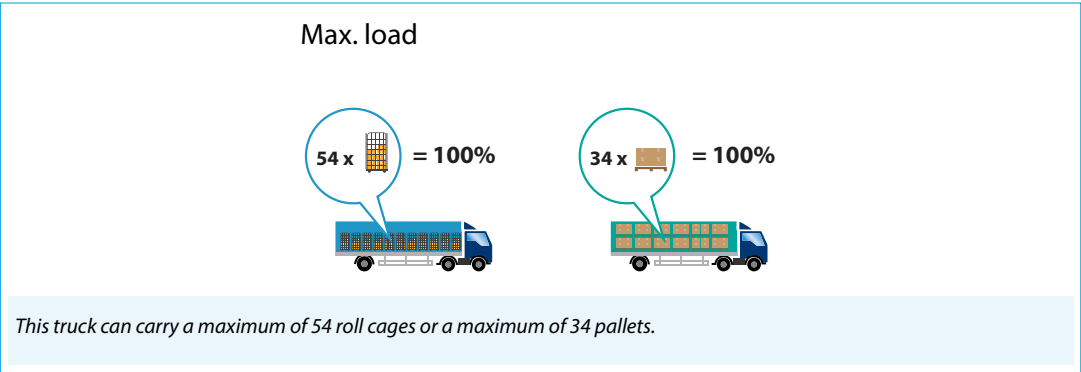 Max. load
54 x = 100%
34 x = 100%
This truck can carry a maximum of 54 roll cages or a maximum of 34 pallets.